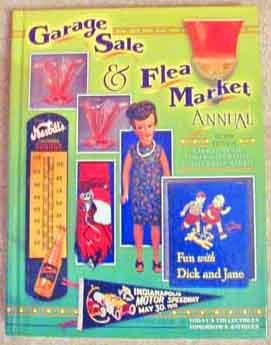 Garage
Sale
& Flea
Market
ANNUAL
Nesbitt's
Fun with
Dick and Jane
INDIANAPOLIS
MOTOR SPEEDWAY
MAY 30, 
TODAY'S COLLECTIBLES
TOMORROW'S ANTIQUES